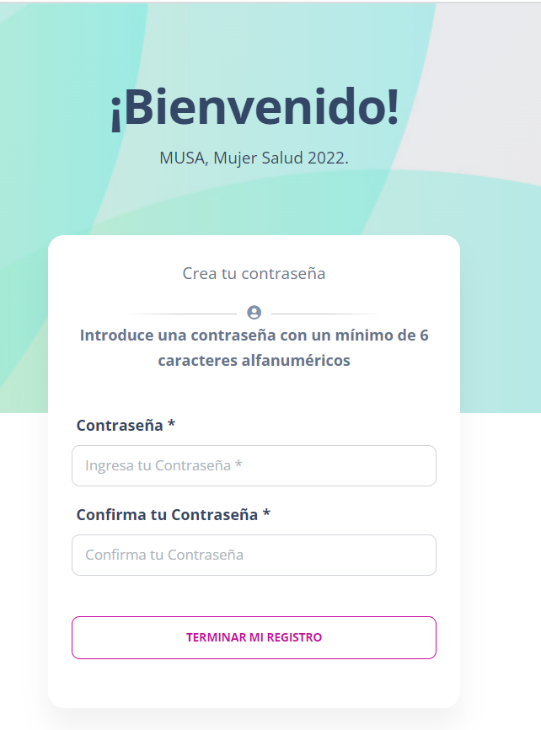 ¡Bienvenido!
MUSA, Mujer Salud 2022.
Crea tu contraseña
Introduce una contraseña con un mínimo de 6
caracteres alfanuméricos
Contraseña *
Ingresa tu Contraseña *
Confirma tu Contraseña *
Confirma tu Contraseña
TERMINAR MI REGISTRO